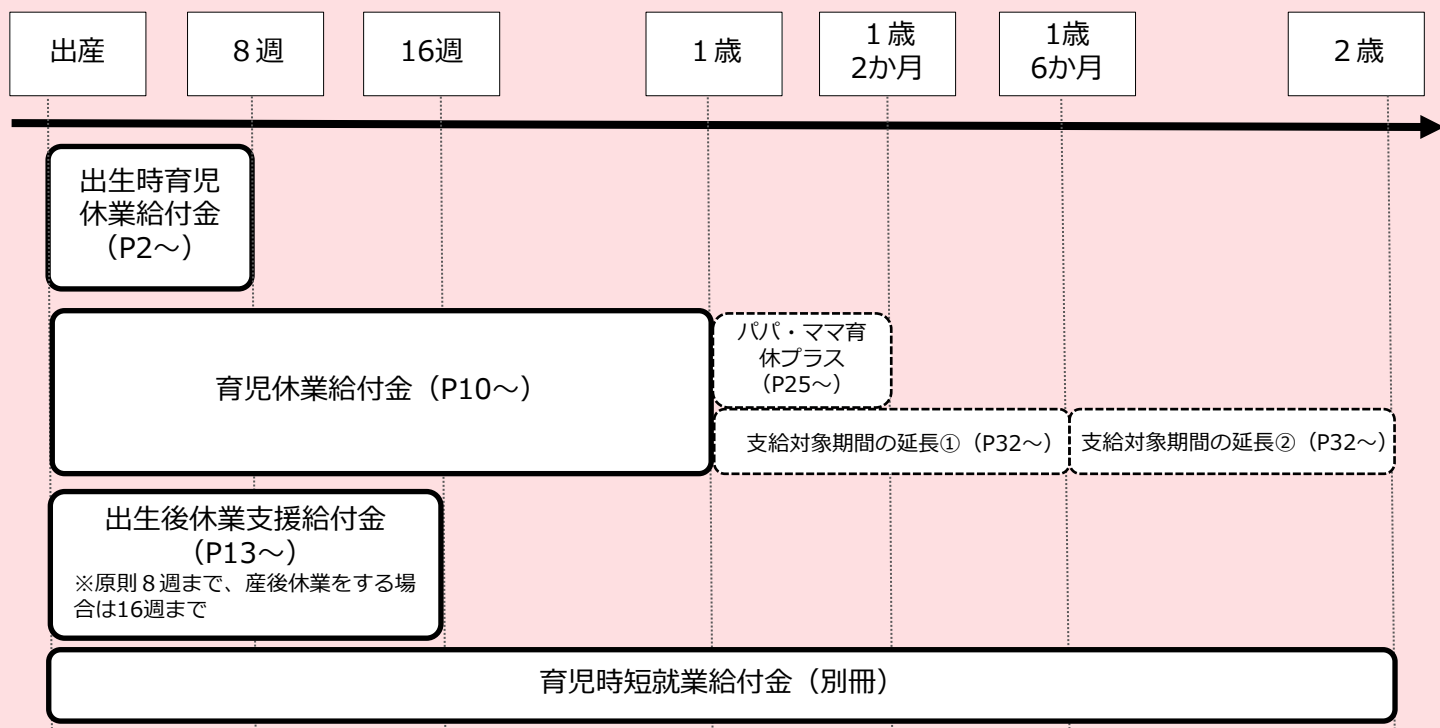 出産
８週
16週
１歳
１歳
2か月
1歳
6か月
２歳
出生時育児
休業給付金
（P2～）
育児休業給付金（P10～）
パパ・ママ育
休プラス
（P25～）
支給対象期間の延長①（P32～）
支給対象期間の延長②（P32～）
出生後休業支援給付金
（P13～）
※原則８週まで、産後休業をする場
合は16週まで
育児時短就業給付金（別冊）